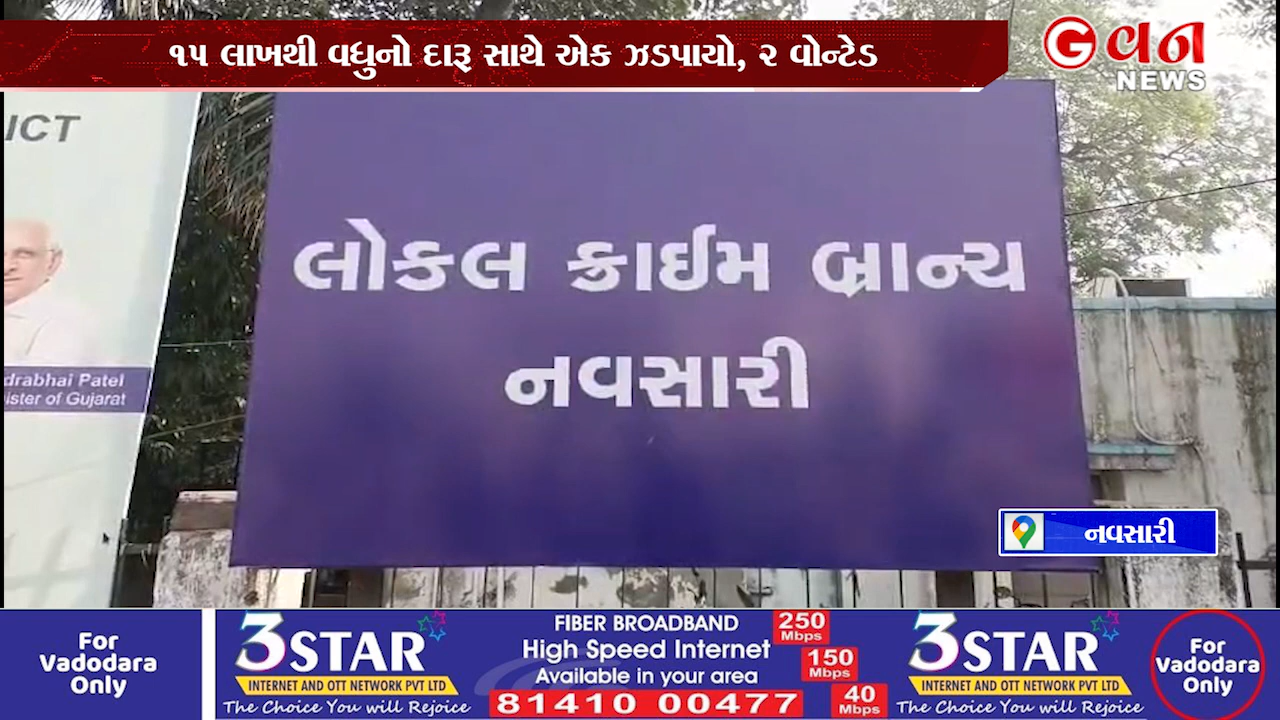 ૧૫ લાખથી વધુનો દારૂ સાથે એક ઝડપાયો, ૨ વોન્ટેડ
G વન
NEWS
ICT
drabhai Patel
ister of Gujarat
લોકલ ક્રાઈમ બ્રાન્ચ
નવસારી
નવસારી
For
Vadodara
Only
3STAR
INTERNET AND OTT NETWORK PVT LTD
The Choice You will Rejoice
FIBER BROADBAND
High Speed Internet
Available in your area
81410 00477
250
Mbps
150
Mbps
40
Mbps
3STAR
INTERNET AND OTT NETWORK PVT LTD
The Choice You will Rejoice
For
Vadodara
Only